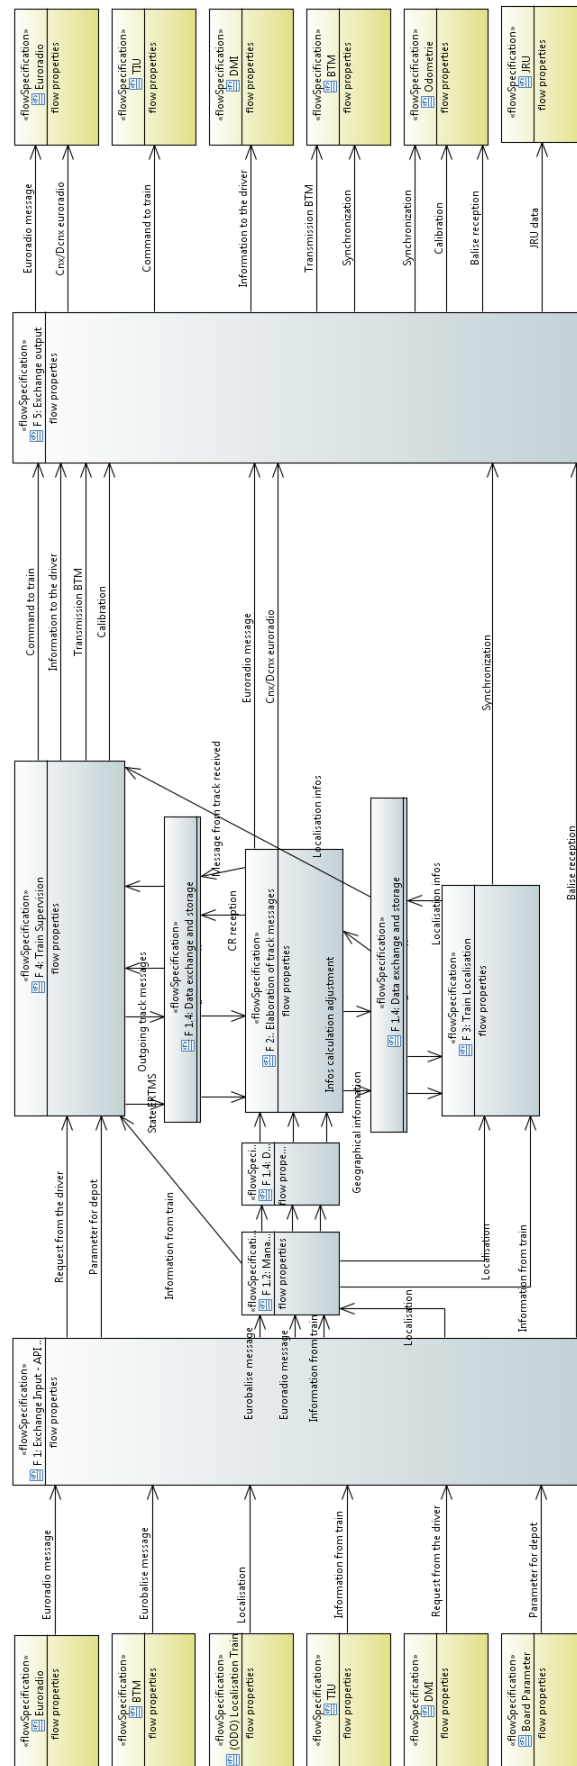 «flowSpecification»
Euroradio
flow properties
«flowSpecification»
BTM
flow properties
«flowSpecification»
(ODO) Localisation Train
flow properties
«flowSpecification»
TIU
flow properties
«flowSpecification»
DMI
flow properties
«flowSpecification»
Board Parameter
flow properties
Euroradio message
Eurobalise message
Localisation
Information from train
Request from the driver
Parameter for depot
«flowSpecification»
F 1: Exchange Input - API...
flow properties
Request from the driver
Parameter for depot
Information from train
Eurobalise message
Euroradio message
Information from train
Localisation
«flowSpecificati...
F 1.2: Mana...
flow properties
Localisation
Information from train
«flowSpeci...
F 1.4: D...
flow prope...
Geographical information
«flowSpecification»
F 4: Train Supervision
flow properties
StateERTMS
Outgoing track messages
«flowSpecification»
F 1.4: Data exchange and storage
Message from track received
CR reception
«flowSpecification»
F 2:. Elaboration of track messages
flow properties
Infos calculation adjustment
Localisation infos
«flowSpecification»
F 1.4: Data exchange and storage
Localisation infos
«flowSpecification»
F 3: Train Localisation
flow properties
Command to train
Information to the driver
Transmission BTM
Calibration
Euroradio message
Cnx/Dcnx euroradio
Synchronization
Balise reception
«flowSpecification»
F 5: Exchange output
flow properties
Euroradio message
Cnx/Dcnx euroradio
Command to train
Information to the driver
Transmission BTM
Synchronization
Synchronization
Calibration
Balise reception
JRU data
«flowSpecification»
Euroradio
flow properties
«flowSpecification»
TIU
flow properties
«flowSpecification»
DMI
flow properties
«flowSpecification»
BTM
flow properties
«flowSpecification»
Odometrie
flow properties
«flowSpecification»
JRU
flow properties